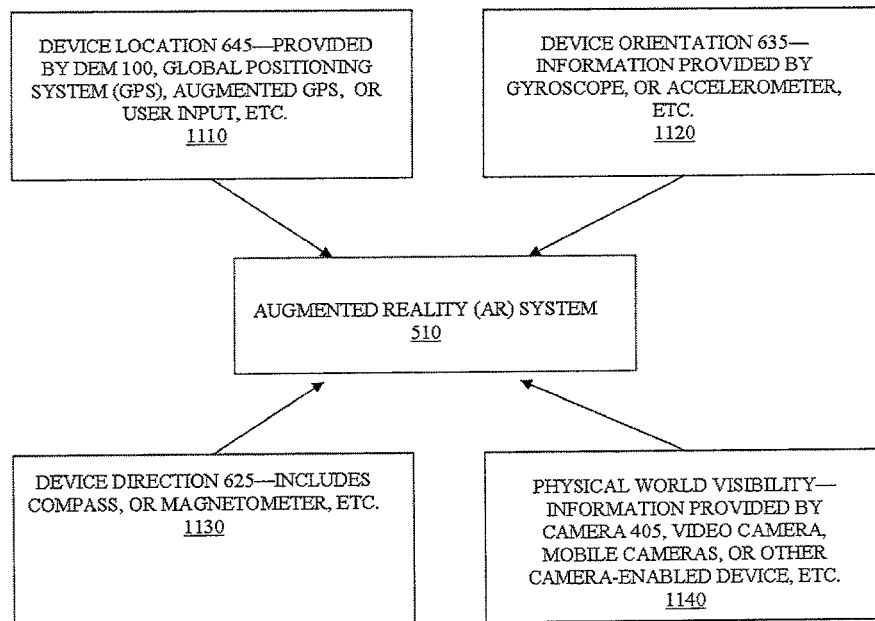 DEVICE LOCATION 645—PROVIDED
BY DEM 100, GLOBAL POSITIONING
SYSTEM (GPS), AUGMENTED GPS, OR
USER INPUT, ETC.
1110
DEVICE ORIENTATION 635—
INFORMATION PROVIDED BY
GYROSCOPE, OR ACCELEROMETER,
ETC.
1120
AUGMENTED REALITY (AR) SYSTEM
510
DEVICE DIRECTION 625—INCLUDES
COMPASS, OR MAGNETOMETER, ETC.
1130
PHYSICAL WORLD VISIBILITY—
INFORMATION PROVIDED BY
CAMERA 405, VIDEO CAMERA,
MOBILE CAMERAS, OR OTHER
CAMERA-ENABLED DEVICE, ETC.
1140